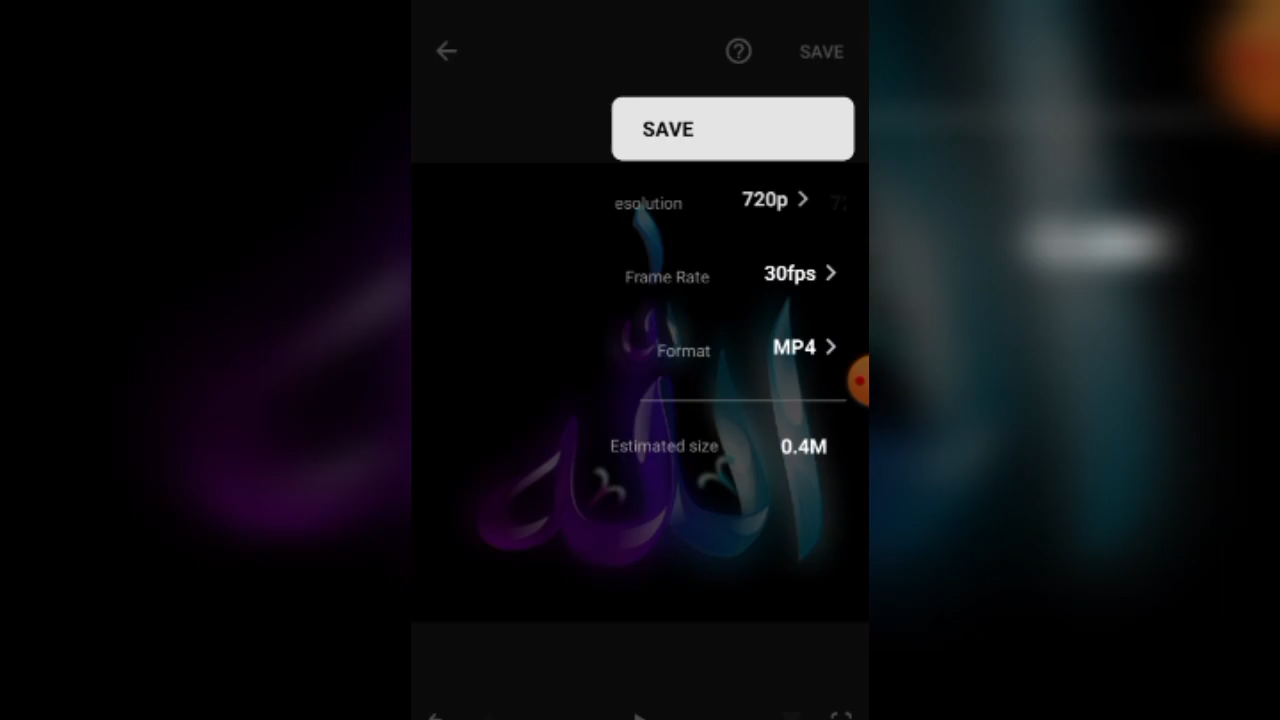 SAVE
SAVE
esolution 720p
Frame Rate 30fps
Format MP4
Estimated size 0.4M
الله